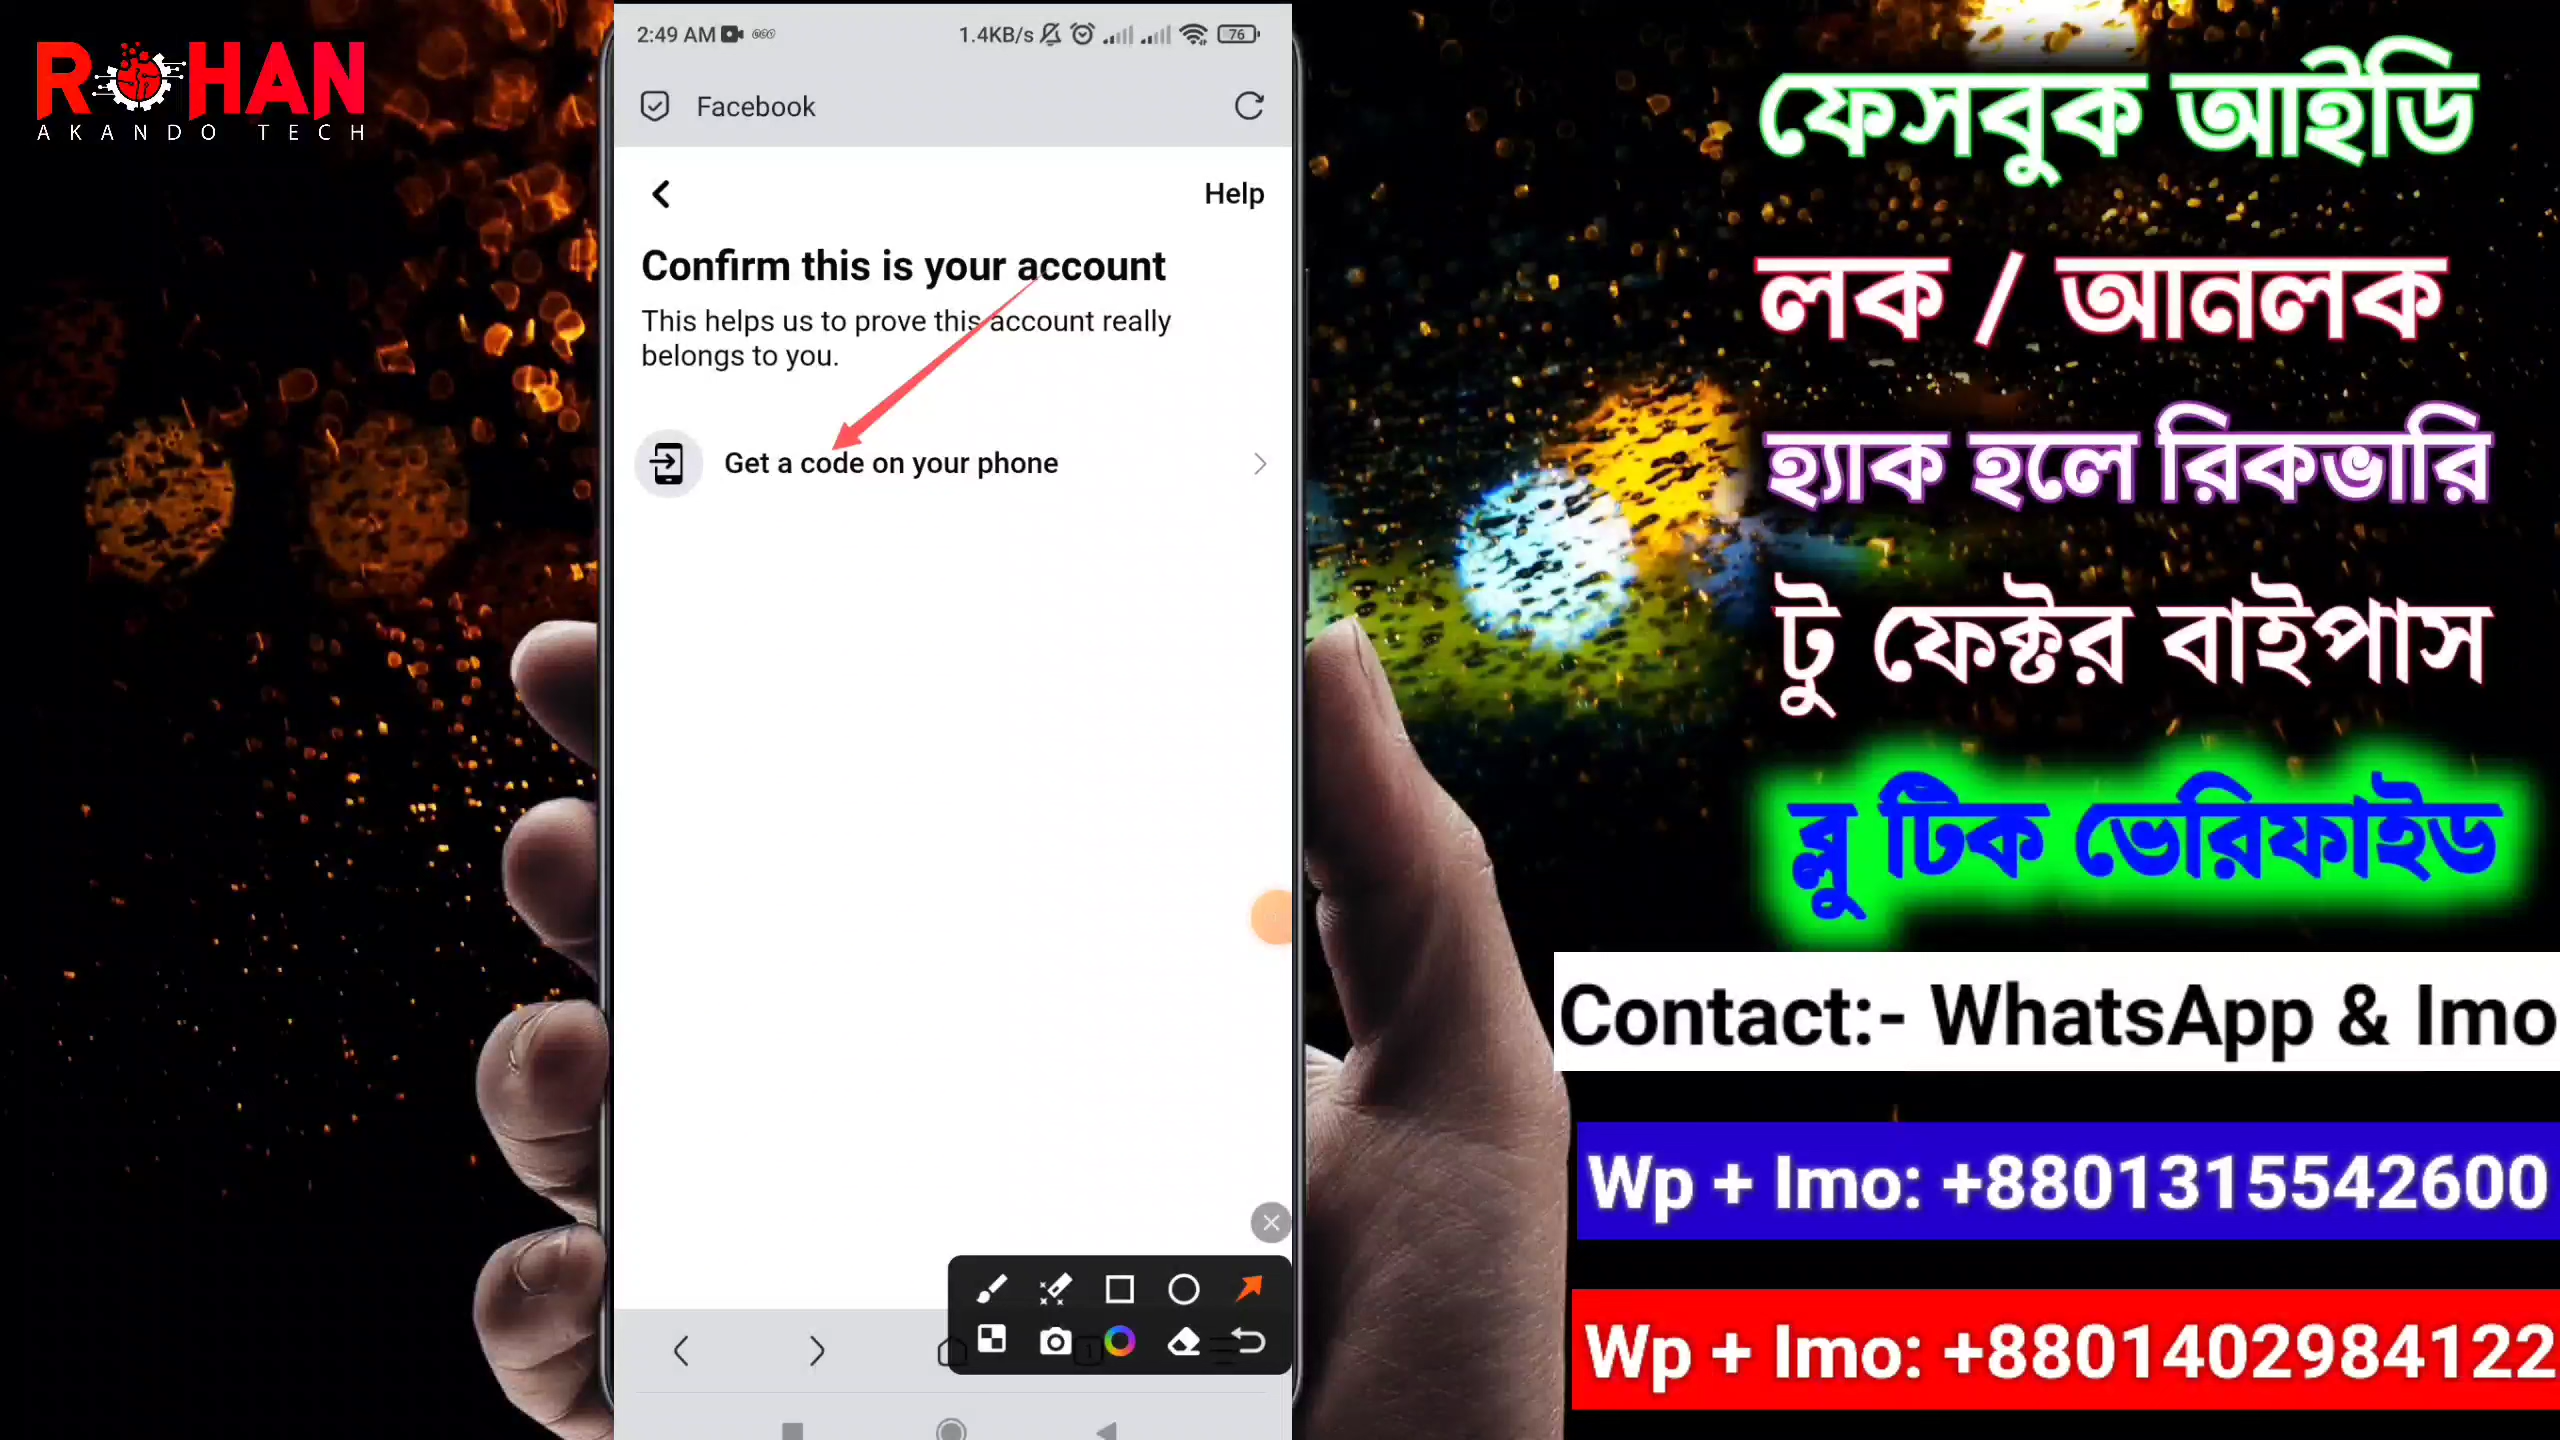 ROHAN
AKANDO TECH
2:49 AM
1.4KB/s
76
Facebook
Help
Confirm this is your account
This helps us to prove this account really
belongs to you.
Get a code on your phone
1
ফেসবুক আইডি
লক / আনলক
হ্যাক হলে রিকভারি
টু ফেক্টর বাইপাস
ব্লু টিক ভেরিফাইড
Contact:- WhatsApp & Imo
Wp + Imo: +8801315542600
Wp + Imo: +8801402984122